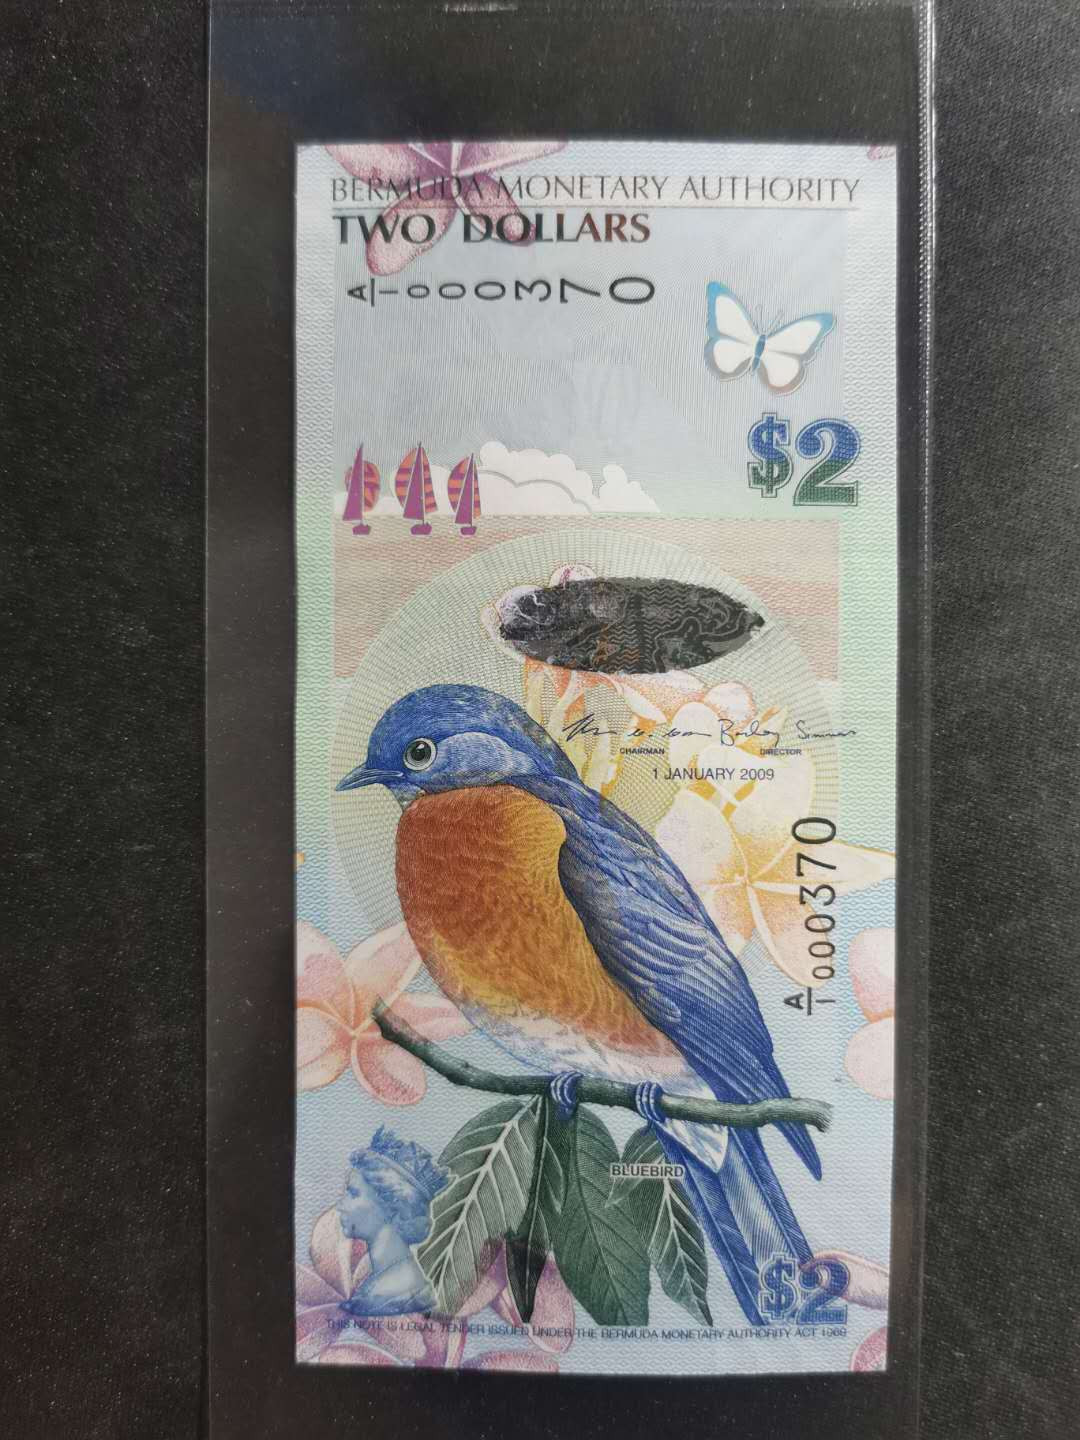 BERMUDA MONETARY AUTHORITY
TWO DOLLARS
A/1 000370
$2
CHAIRMAN
DIRECTOR
1 JANUARY 2009
A/1 000370
BLUEBIRD
$2
THIS NOTE IS LEGAL TENDER ISSUED UNDER THE BERMUDA MONETARY AUTHORITY ACT 1969